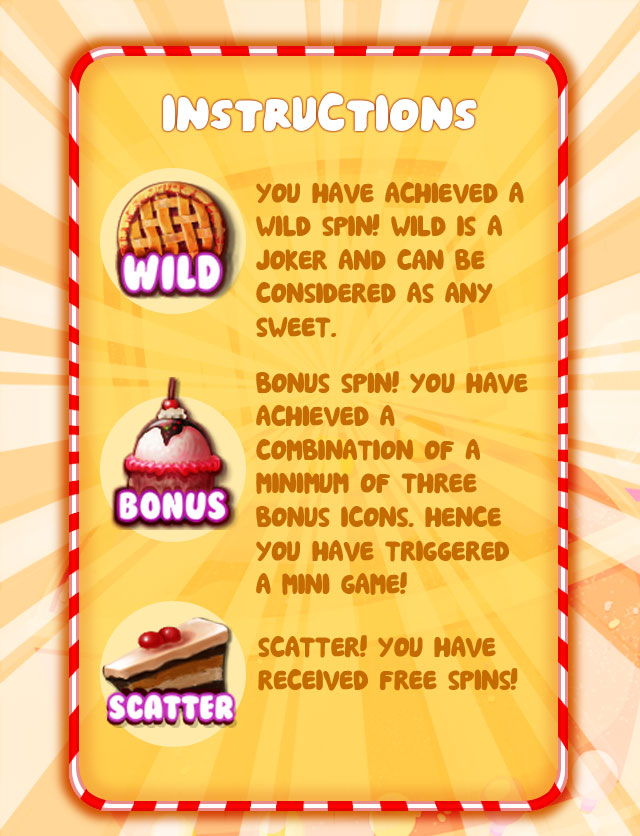 INSTRUCTIONS
YOU HAVE ACHIEVED A
WILD SPIN! WILD IS A
JOKER AND CAN BE
CONSIDERED AS ANY
SWEET.
WILD
BONUS SPIN! YOU HAVE
ACHIEVED A
COMBINATION OF A
MINIMUM OF THREE
BONUS ICONS. HENCE
YOU HAVE TRIGGERED
A MINI GAME!
BONUS
SCATTER! YOU HAVE
RECEIVED FREE SPINS!
SCATTER